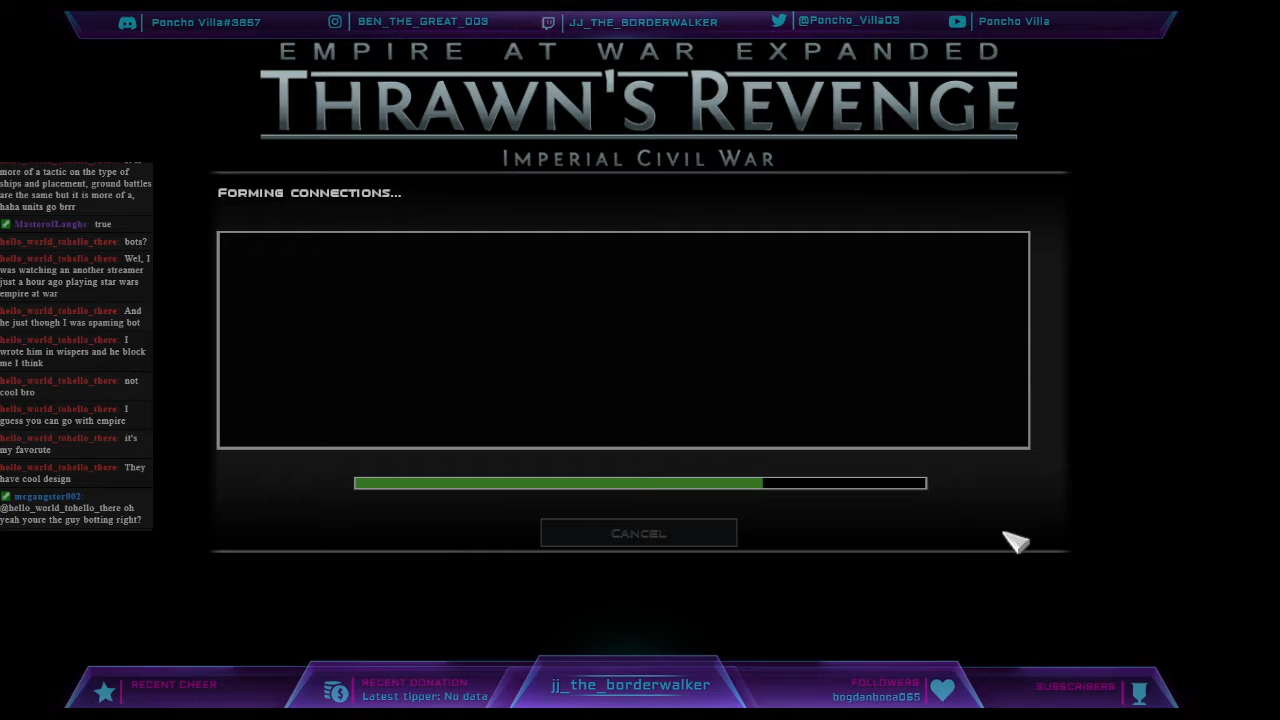 Poncho Villa#3867
BEN_THE_GREAT_003
JJ_THE_BORDERWALKER
@Poncho_Villa03
Poncho Villa
EMPIRE AT WAR EXPANDED
THRAWN'S REVENGE
IMPERIAL CIVIL WAR
FORMING CONNECTIONS...
more of a tactic on the type of
ships and placement, ground battles
are the same but it is more of a,
haha units go brrr
MasterofLaughs true
hello_world_tohello_there: bots?
hello_world_tohello_there: Wel, I
was watching an another streamer
just a hour ago playing star wars
empire at war
hello_world_tohello_there: And
he just though I was spaming bot
hello_world_tohello_there: I
wrote him in wispers and he block
me I think
hello_world_tohello_there: not
cool bro
hello_world_tohello_there: I
guess you can go with empire
hello_world_tohello_there: it's
my favorute
hello_world_tohello_there: They
have cool design
mcgangster002:
@hello_world_tohello_there oh
yeah youre the guy botting right?
CANCEL
RECENT CHEER
RECENT DONATION
Latest tipper: No data
jj_the_borderwalker
FOLLOWERS
bogdanboca065
SUBSCRIBERS